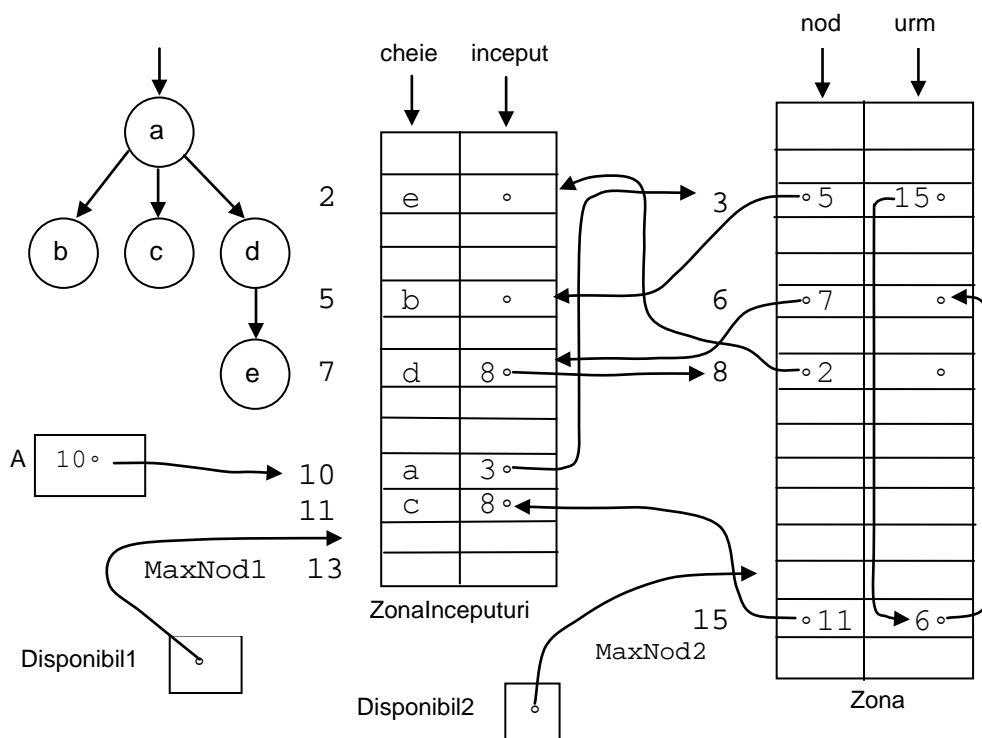 nod urm
cheie inceput
a
2 e 3 5 15
b c d
5 b 6 7
e 7 d 8 8 2
A 10 10 a 3
11 c 8
MaxNod1 13
ZonaInceputuri
15 11 6
Disponibil1 MaxNod2
Disponibil2 Zona